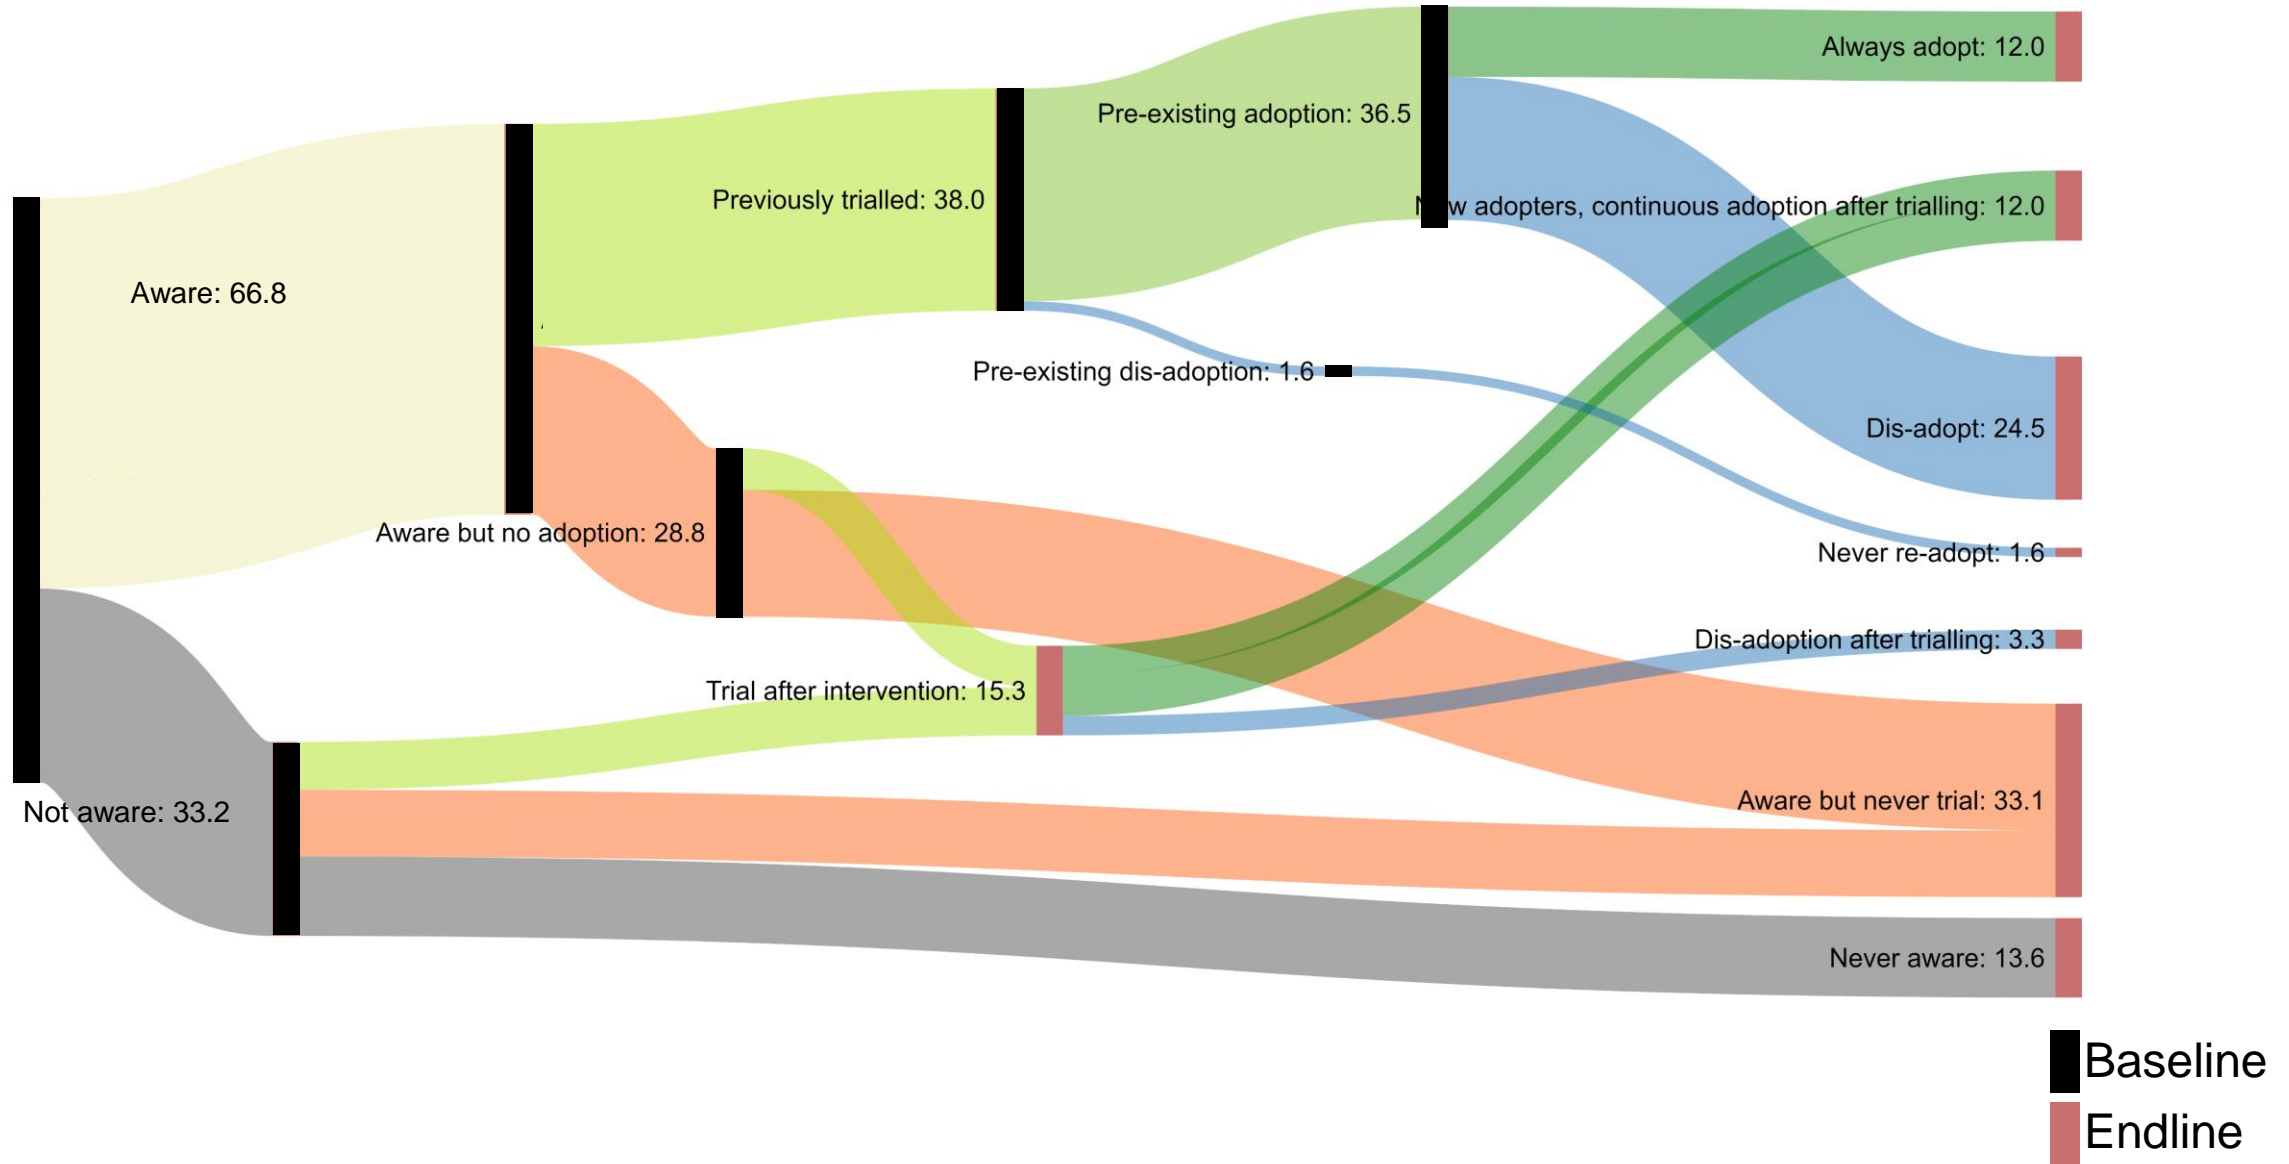 Always adopt: 12.0
Pre-existing adoption: 36.5
Previously trialled: 38.0
w adopters, continuous adoption after trialling: 12.0
Aware: 66.8
Pre-existing dis-adoption: 1.6
Dis-adopt: 24.5
Aware but no adoption: 28.8
Never re-adopt: 1.6
Dis-adoption after trialling: 3.3
Trial after intervention: 15.3
Aware but never trial: 33.1
Not aware: 33.2
Never aware: 13.6
Baseline
Endline